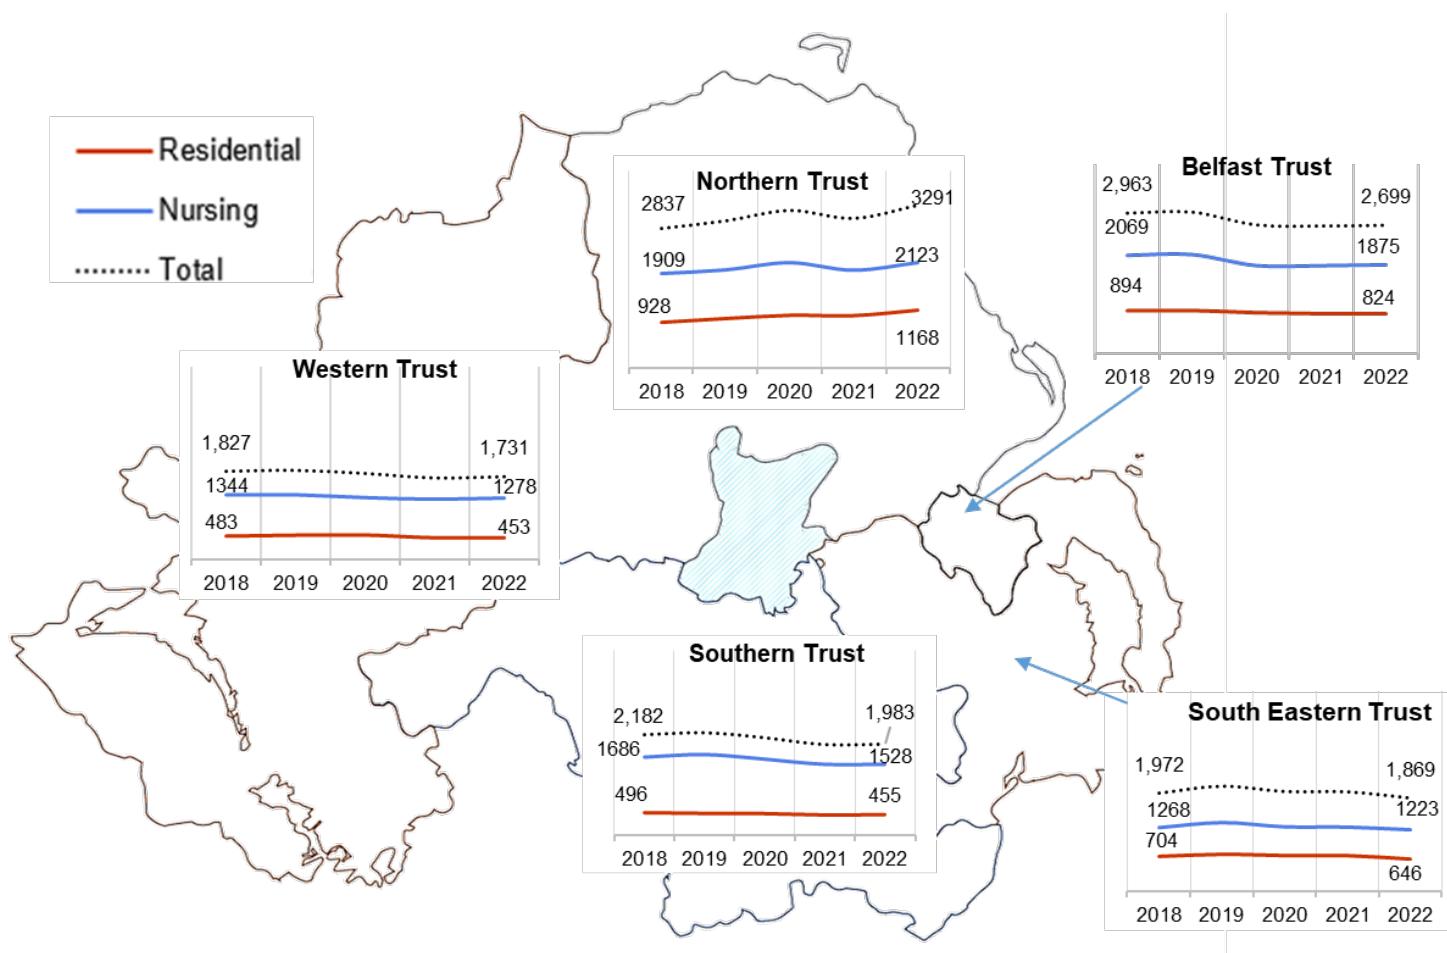 Residential
Nursing
Total
Northern Trust
2837
3291
1909
2123
928
1168
2018 2019 2020 2021 2022
Belfast Trust
2,963
2,699
2069
1875
894
824
2018 2019 2020 2021 2022
Western Trust
1,827
1,731
1344
1278
483
453
2018 2019 2020 2021 2022
Southern Trust
2,182
1,983
1686
1528
496
455
2018 2019 2020 2021 2022
South Eastern Trust
1,972
1,869
1268
1223
704
646
2018 2019 2020 2021 2022